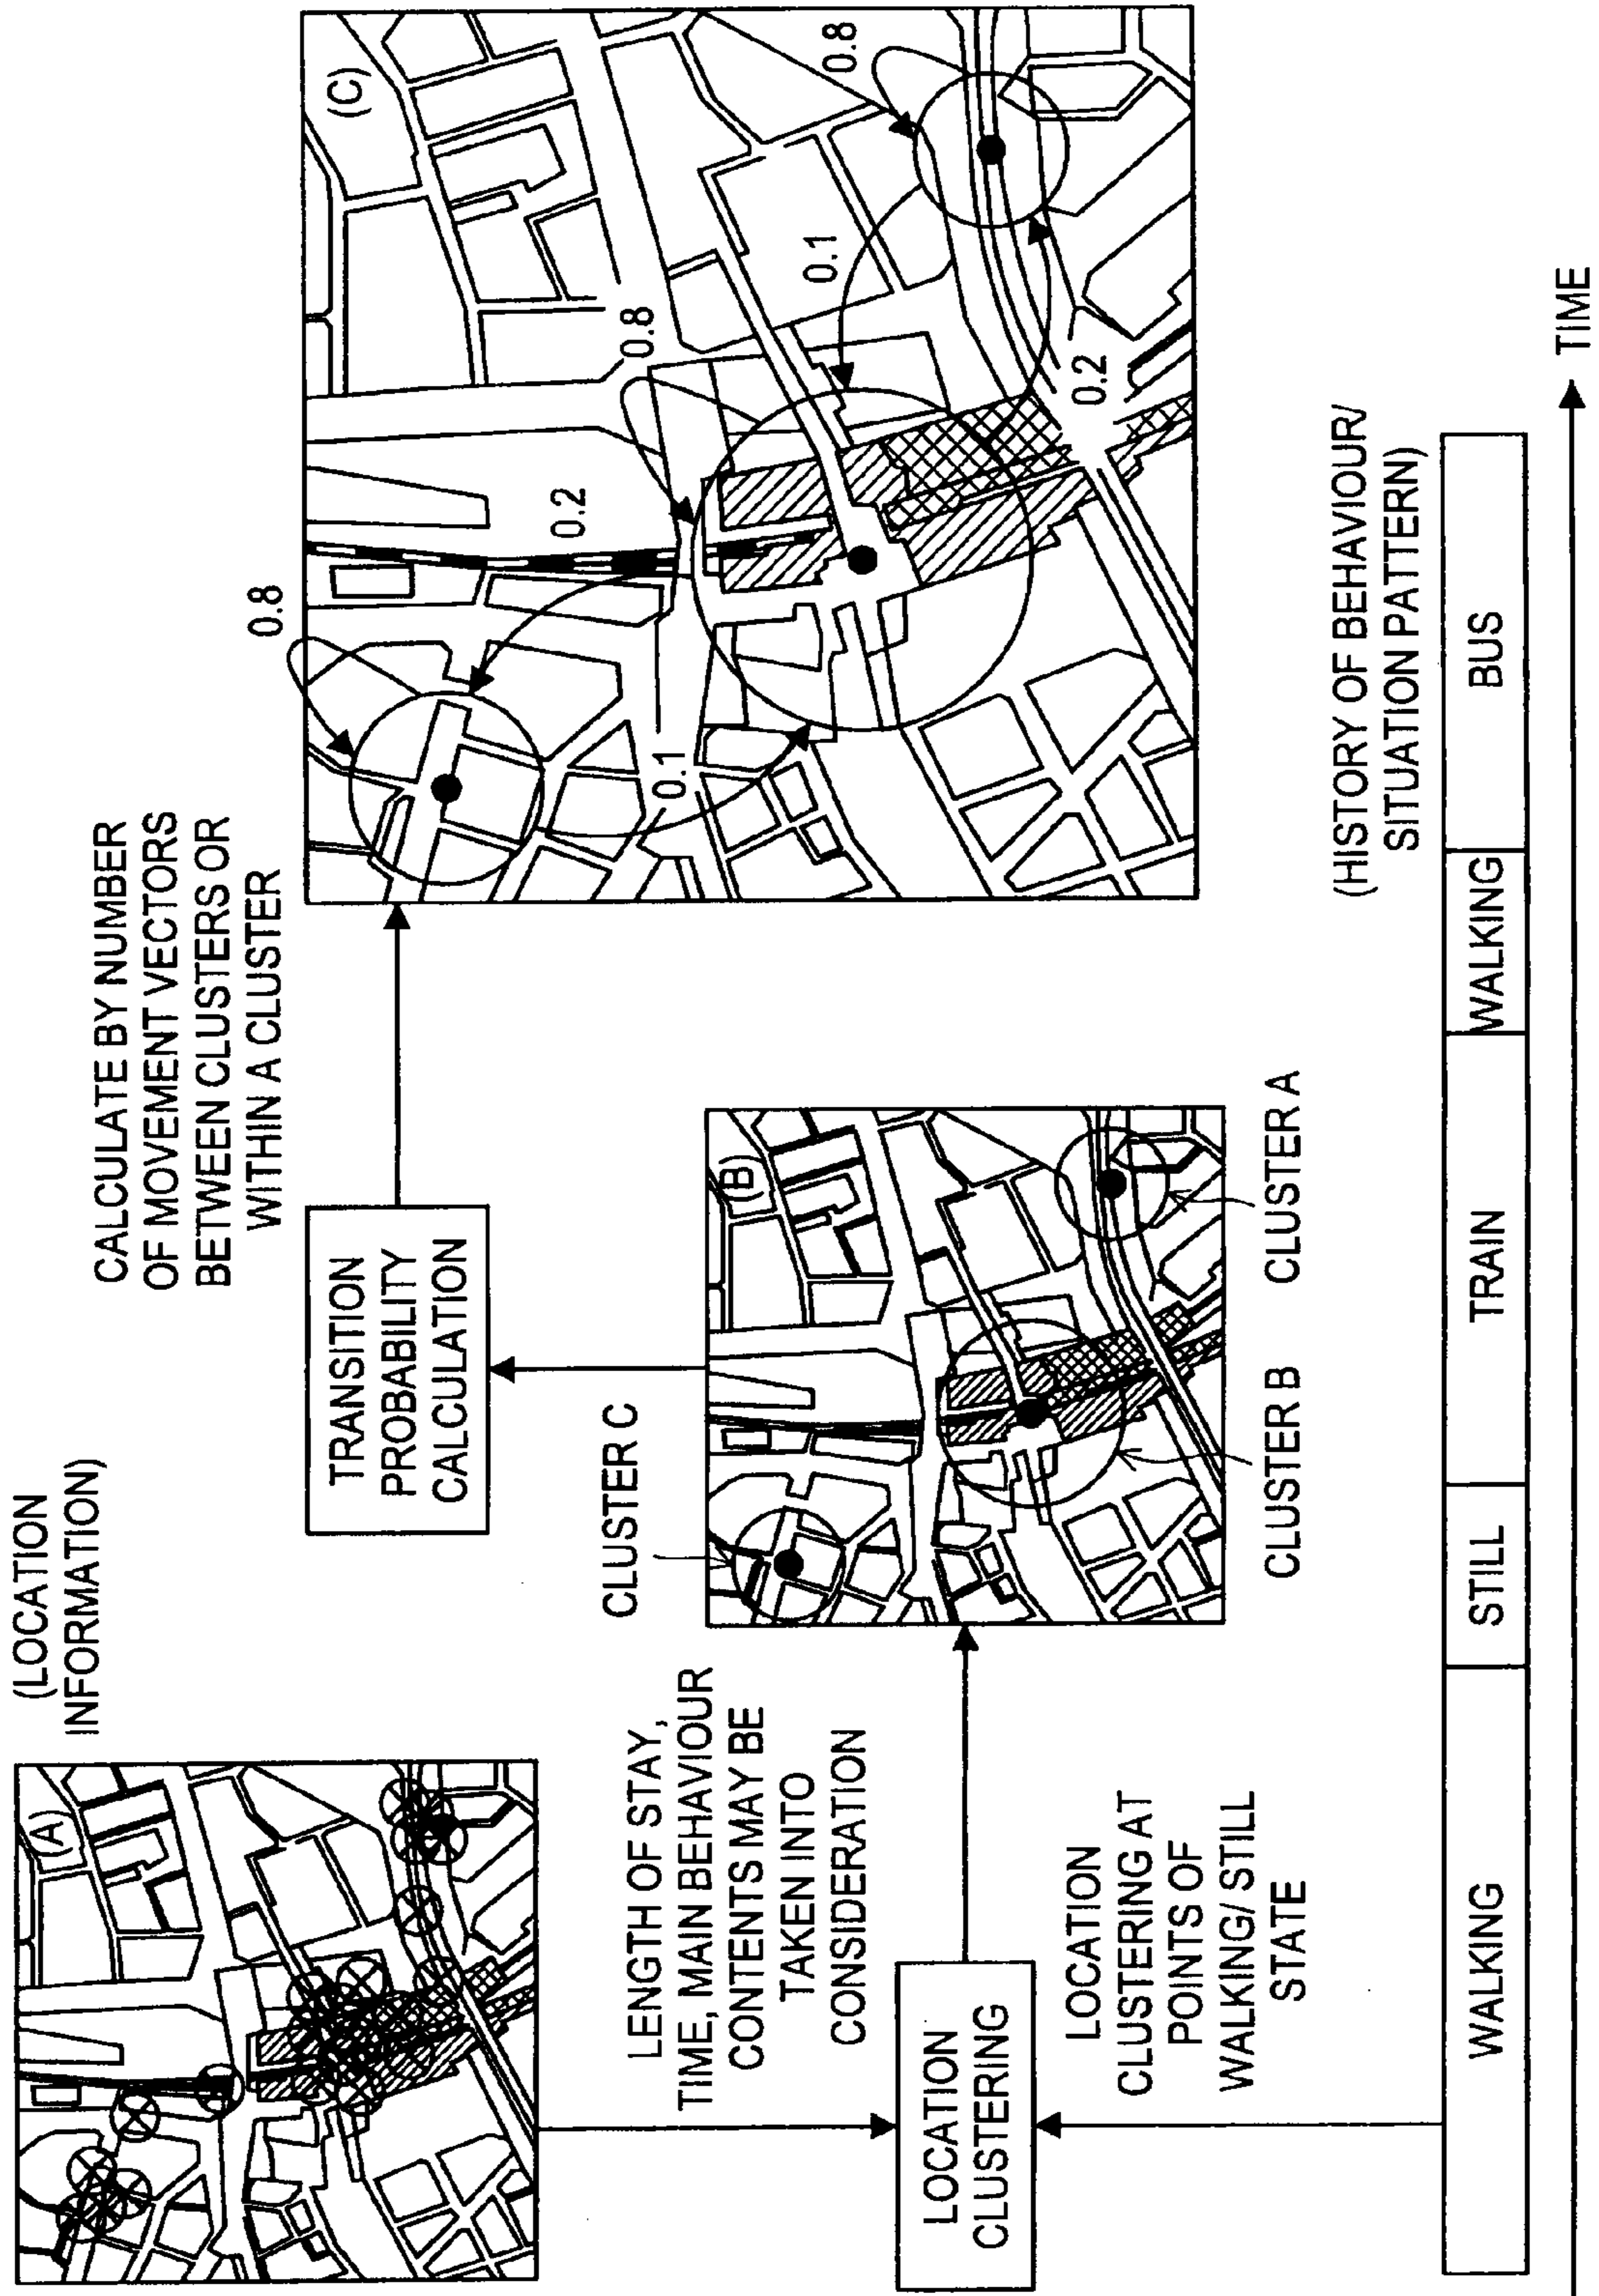 (LOCATION
INFORMATION)
(A)
LENGTH OF STAY,
TIME, MAIN BEHAVIOUR
CONTENTS MAY BE
TAKEN INTO
CONSIDERATION
LOCATION
CLUSTERING
LOCATION
CLUSTERING AT
POINTS OF
WALKING/ STILL
STATE
CLUSTER C
(B)
CLUSTER B
CLUSTER A
TRANSITION
PROBABILITY
CALCULATION
CALCULATE BY NUMBER
OF MOVEMENT VECTORS
BETWEEN CLUSTERS OR
WITHIN A CLUSTER
(C)
0.8
0.2
0.8
0.1
0.1
0.8
0.2
(HISTORY OF BEHAVIOUR/
SITUATION PATTERN)
WALKING
STILL
TRAIN
WALKING
BUS
TIME